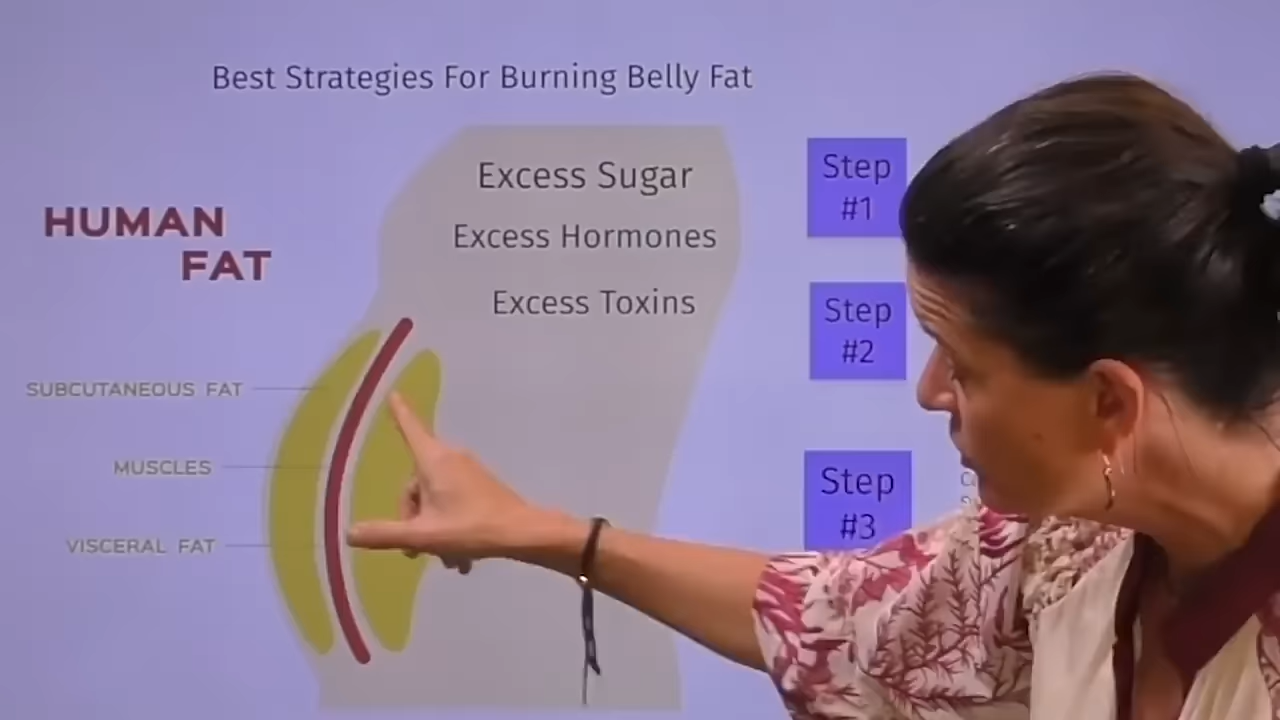 Best Strategies For Burning Belly Fat
HUMAN
FAT
SUBCUTANEOUS FAT
MUSCLES
VISCERAL FAT
Excess Sugar
Excess Hormones
Excess Toxins
Step
#1
Step
#2
Step
#3